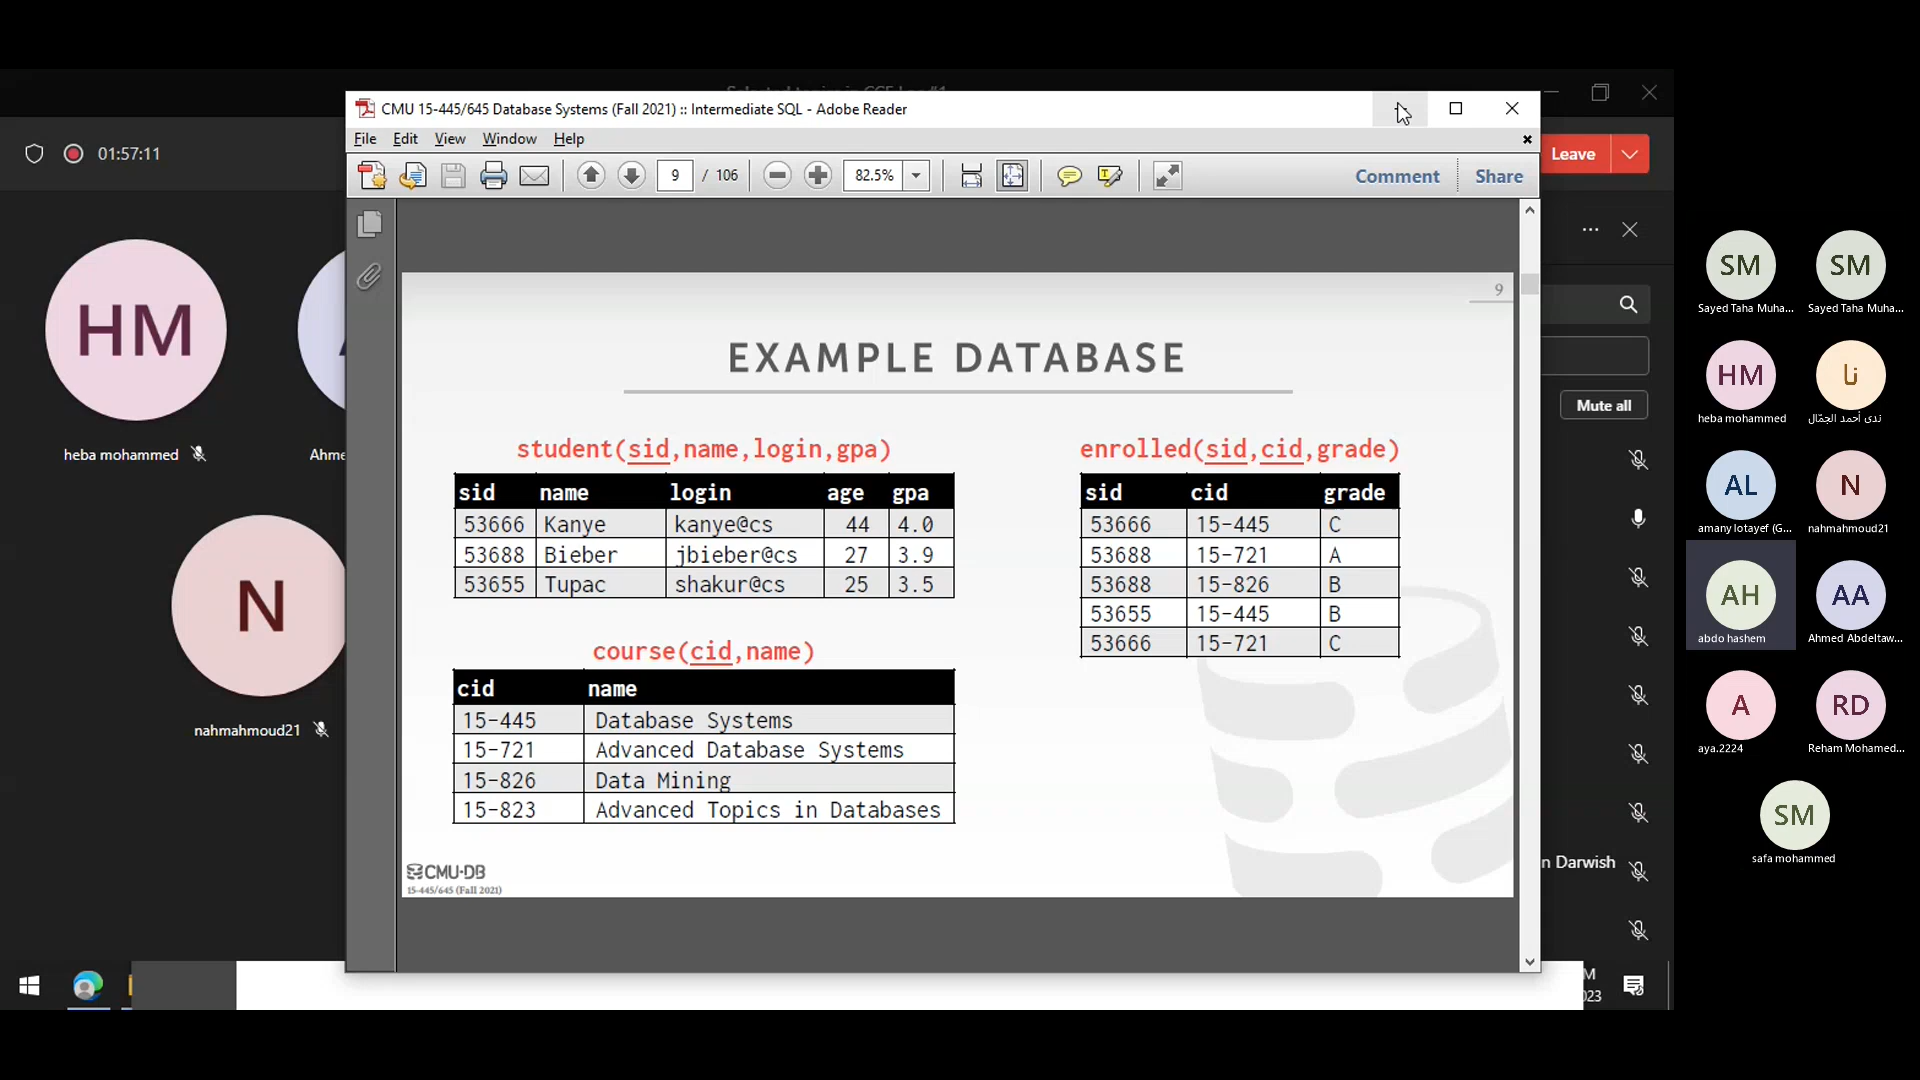 CMU 15-445/645 Database Systems (Fall 2021) :: Intermediate SQL - Adobe Reader
File Edit View Window Help
01:57:11
Leave
9 / 106
82.5%
Comment
Share
9
EXAMPLE DATABASE
student(sid,name,login,gpa)
sid name login age gpa
53666 Kanye kanye@cs 44 4.0
53688 Bieber jbieber@cs 27 3.9
53655 Tupac shakur@cs 25 3.5
course(cid,name)
cid name
15-445 Database Systems
15-721 Advanced Database Systems
15-826 Data Mining
15-823 Advanced Topics in Databases
enrolled(sid,cid,grade)
sid cid grade
53666 15-445 C
53688 15-721 A
53688 15-826 B
53655 15-445 B
53666 15-721 C
CMU·DB
15-445/645 (Fall 2021)
HM
heba mohammed
Ahme
N
nahmahmoud21
Mute all
n Darwish
M
023
SM
Sayed Taha Muha...
SM
Sayed Taha Muha...
HM
heba mohammed
نا
ندى أحمد الجمّال
AL
amany lotayef (G...
N
nahmahmoud21
AH
abdo hashem
AA
Ahmed Abdeltaw...
A
aya.2224
RD
Reham Mohamed...
SM
safa mohammed